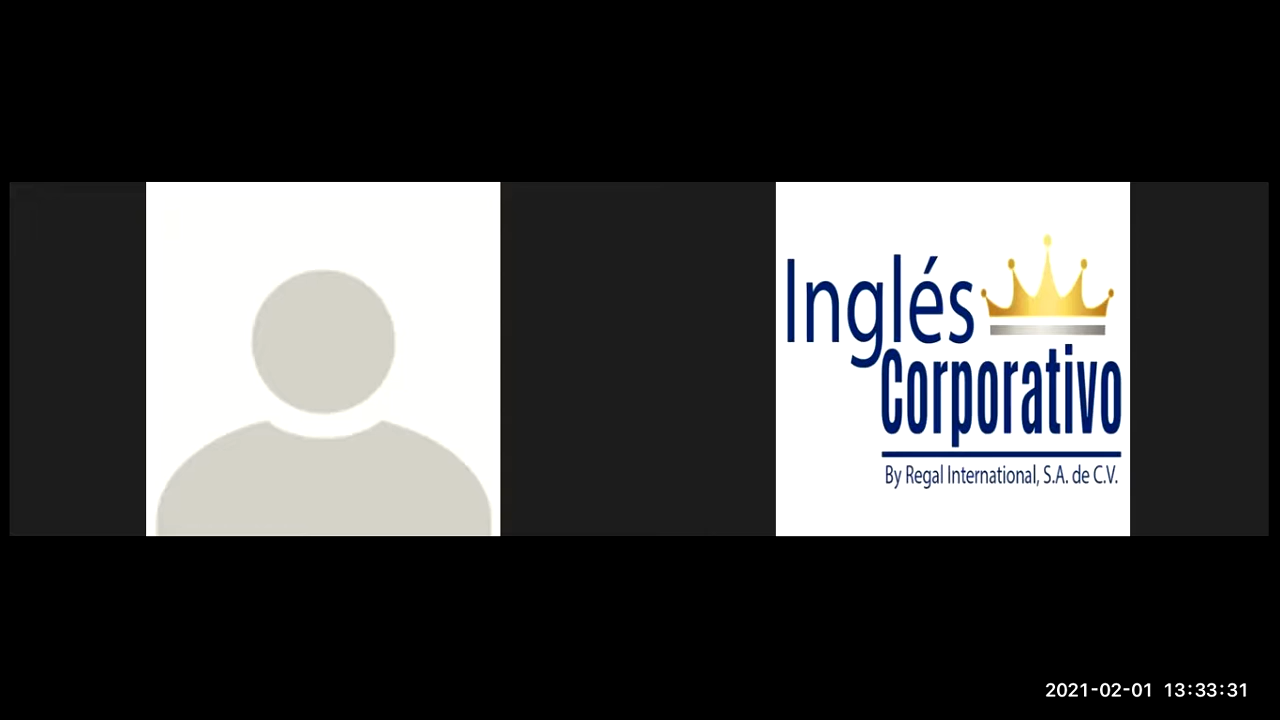 Inglés
Corporativo
By Regal International, S.A. de C.V.
2021-02-01 13:33:31